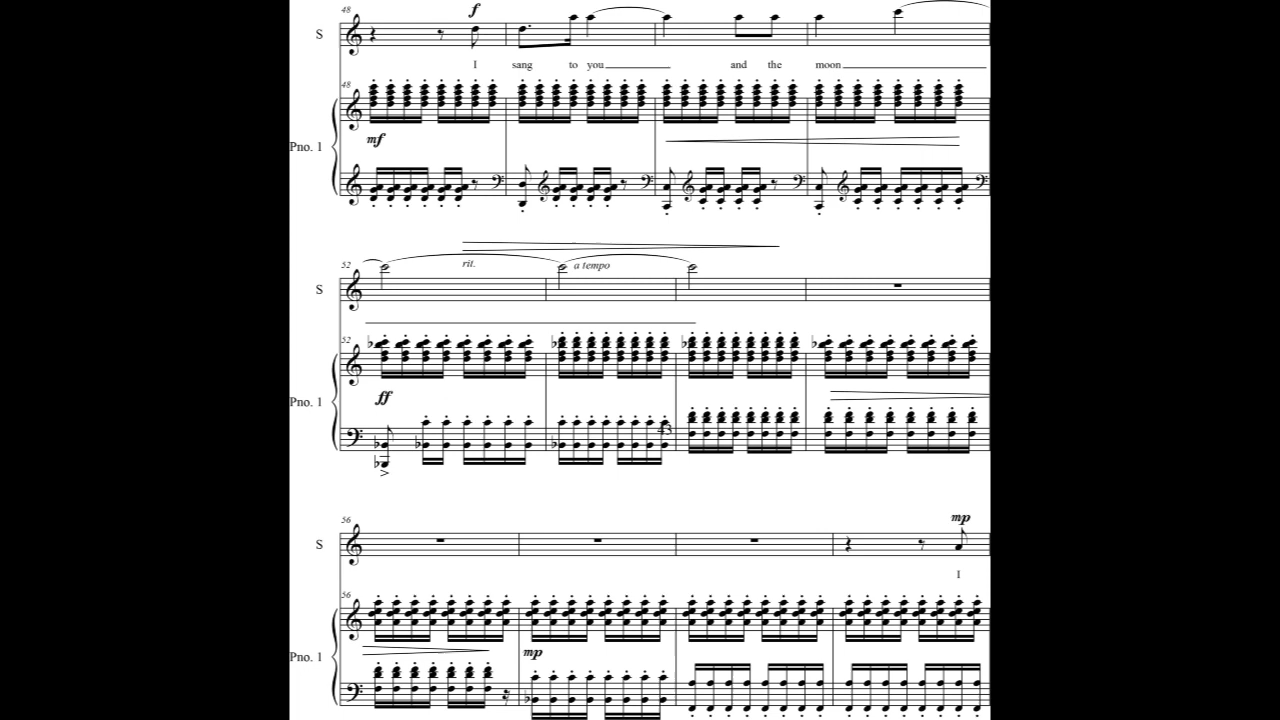 48
f
S
I sang to you and the moon
48
mf
Pno. 1
52
rit.
a tempo
S
52
ff
Pno. 1
43
56
mp
S
I
56
mp
Pno. 1